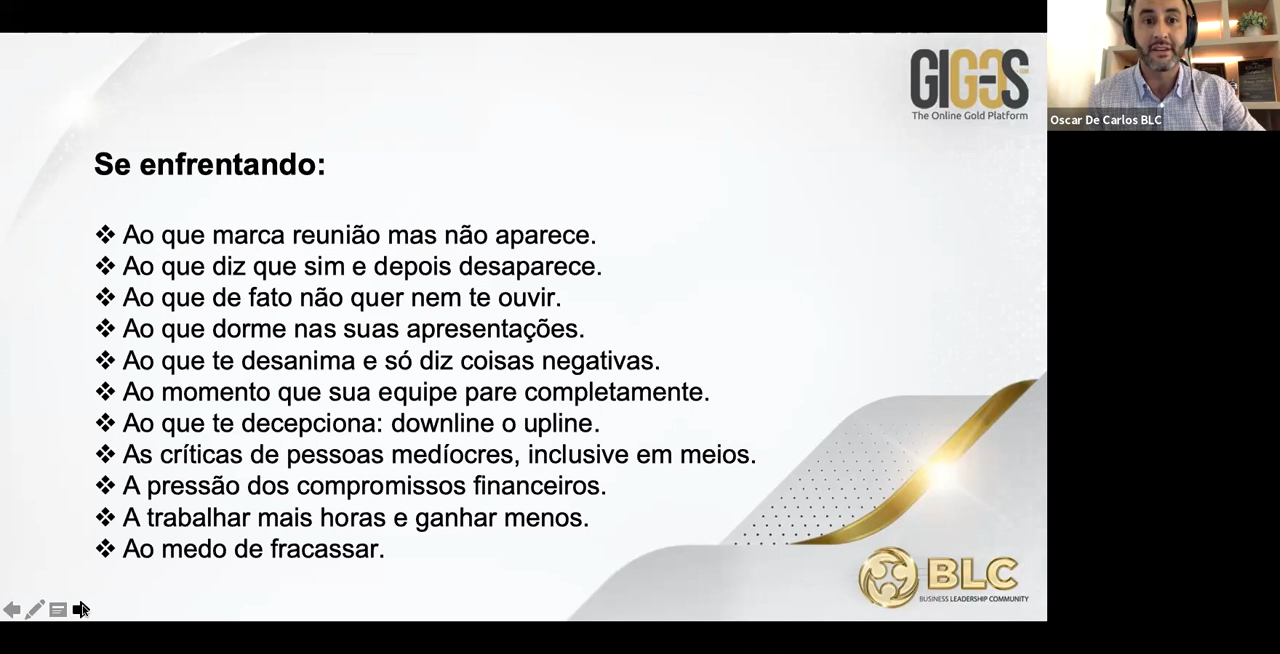 GIG-OS
The Online Gold Platform
Oscar De Carlos BLC
Se enfrentando:
❖ Ao que marca reunião mas não aparece.
❖ Ao que diz que sim e depois desaparece.
❖ Ao que de fato não quer nem te ouvir.
❖ Ao que dorme nas suas apresentações.
❖ Ao que te desanima e só diz coisas negativas.
❖ Ao momento que sua equipe pare completamente.
❖ Ao que te decepciona: downline o upline.
❖ As críticas de pessoas medíocres, inclusive em meios.
❖ A pressão dos compromissos financeiros.
❖ A trabalhar mais horas e ganhar menos.
❖ Ao medo de fracassar.
BLC
BUSINESS LEADERSHIP COMMUNITY